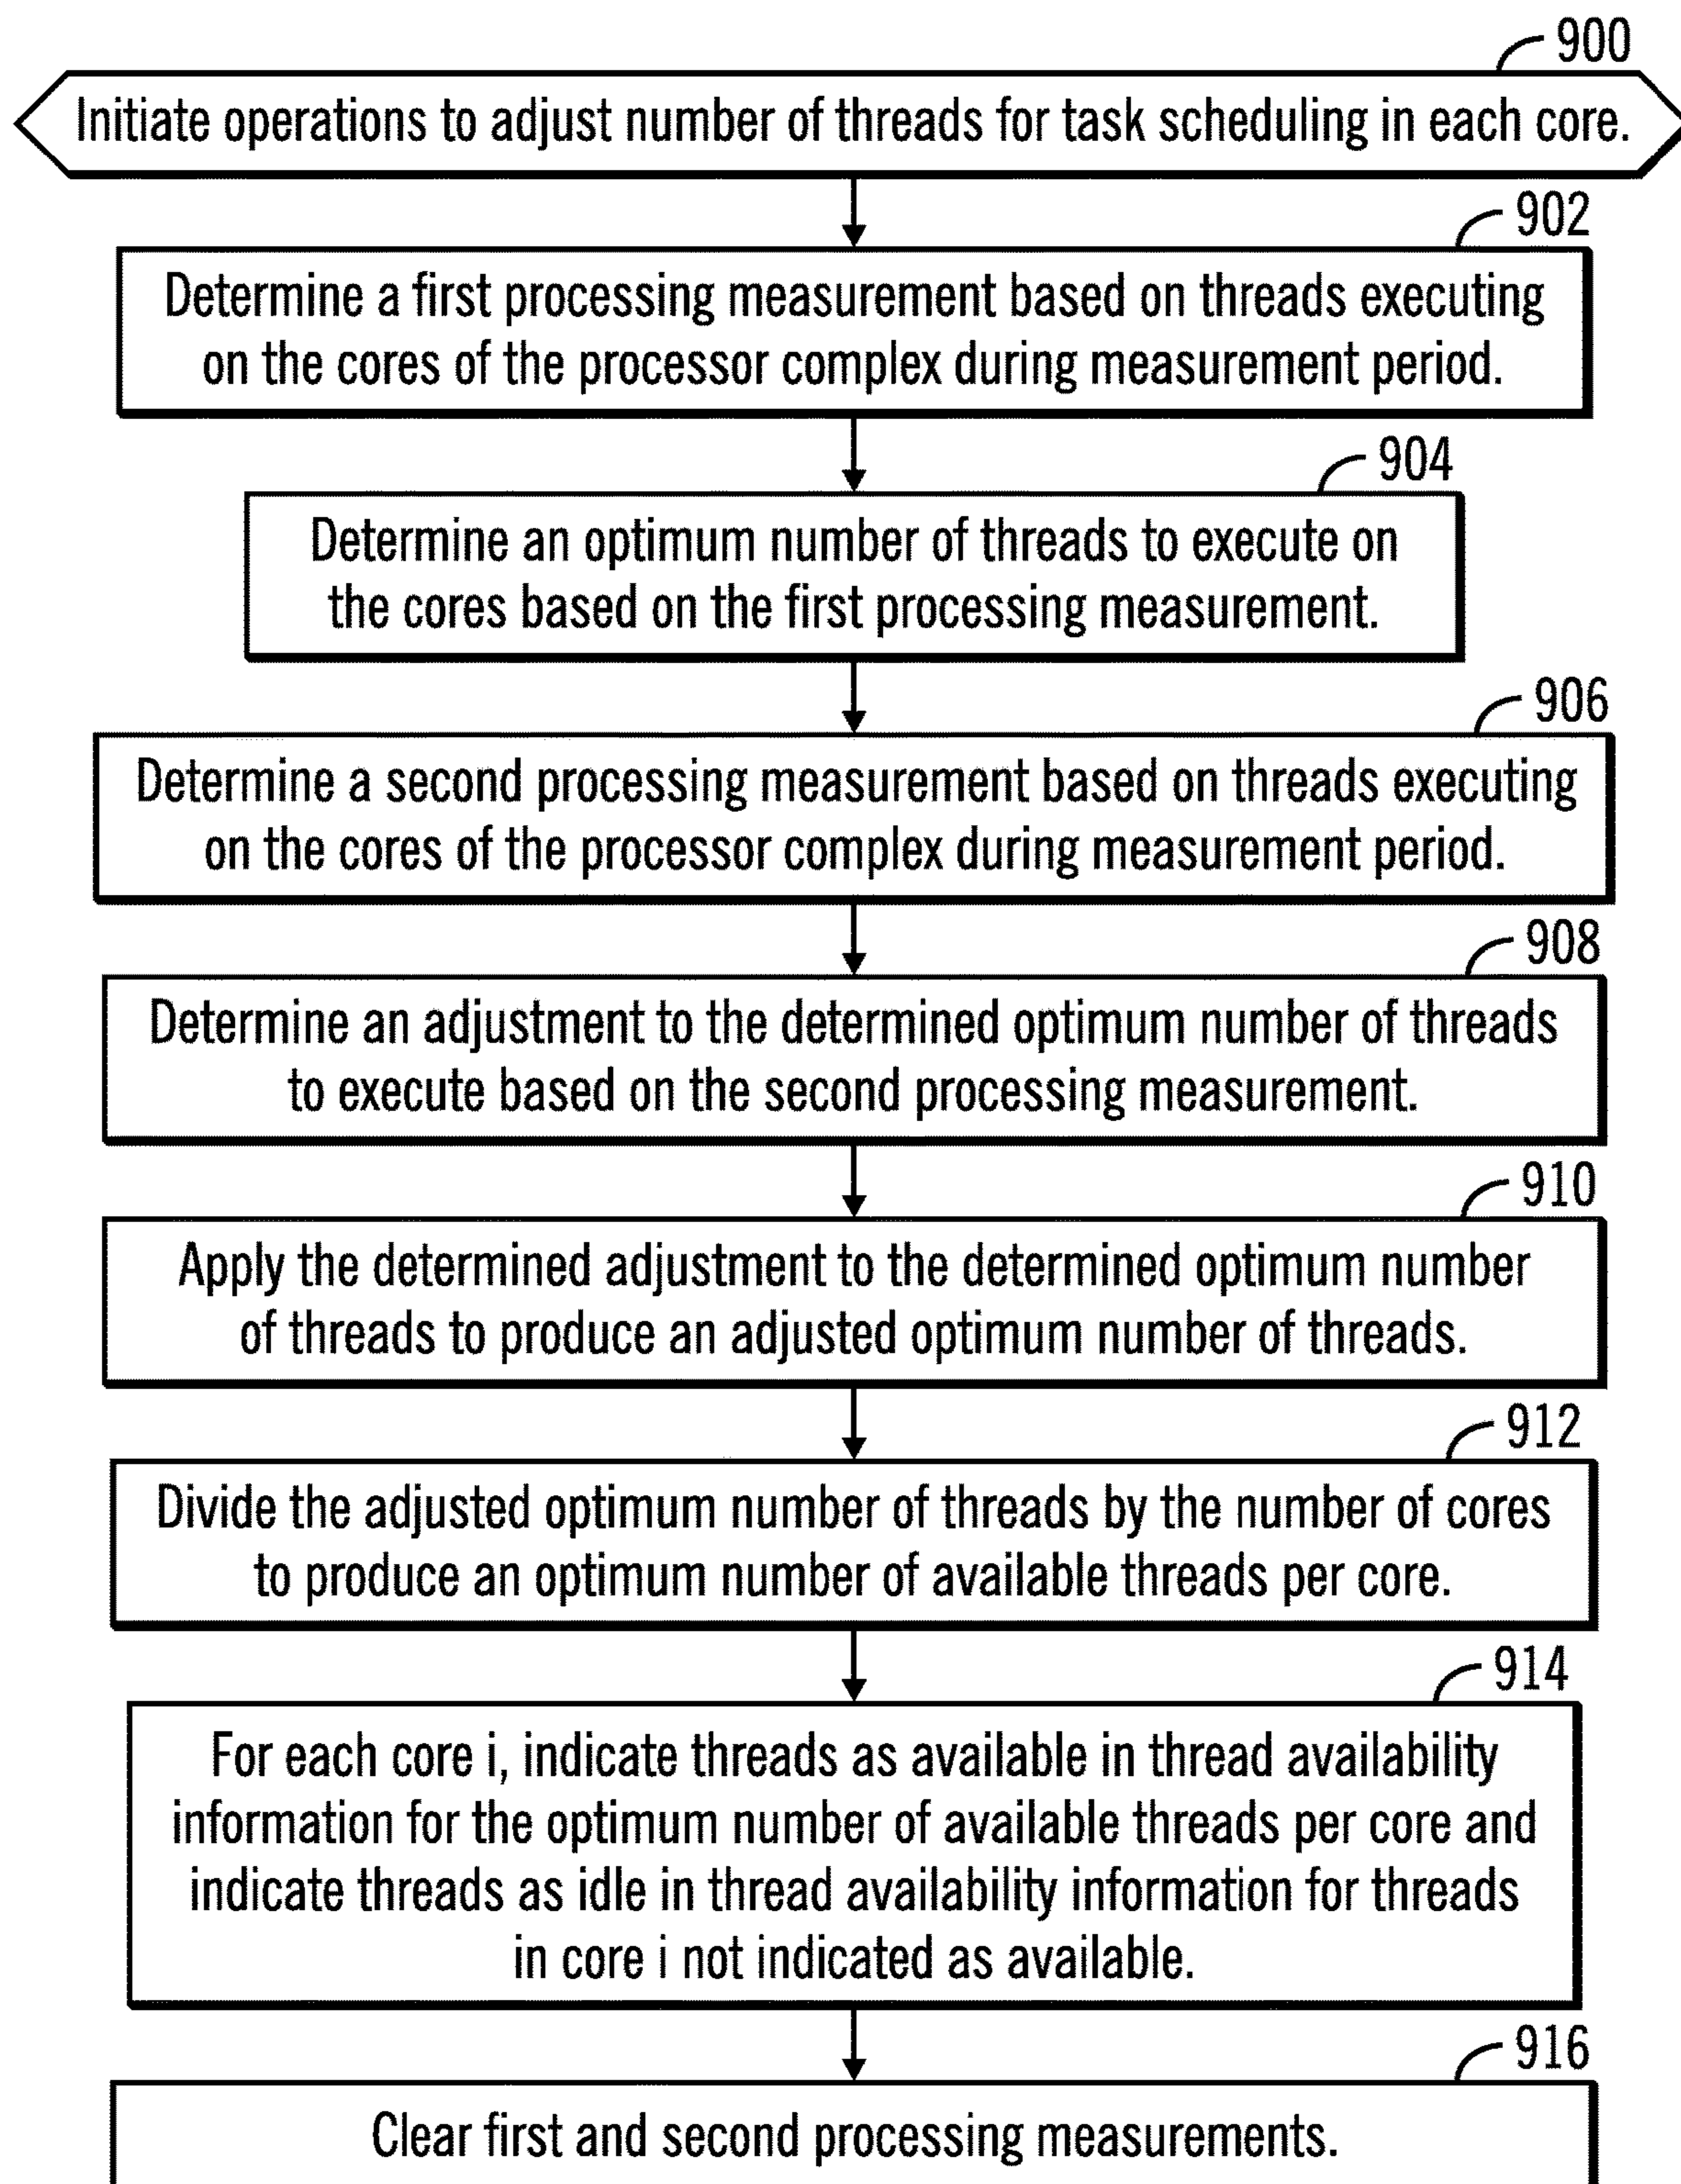 900
Initiate operations to adjust number of threads for task scheduling in each core.
902
Determine a first processing measurement based on threads executing
on the cores of the processor complex during measurement period.
904
Determine an optimum number of threads to execute on
the cores based on the first processing measurement.
906
Determine a second processing measurement based on threads executing
on the cores of the processor complex during measurement period.
908
Determine an adjustment to the determined optimum number of threads
to execute based on the second processing measurement.
910
Apply the determined adjustment to the determined optimum number
of threads to produce an adjusted optimum number of threads.
912
Divide the adjusted optimum number of threads by the number of cores
to produce an optimum number of available threads per core.
914
For each core i, indicate threads as available in thread availability
information for the optimum number of available threads per core and
indicate threads as idle in thread availability information for threads
in core i not indicated as available.
916
Clear first and second processing measurements.